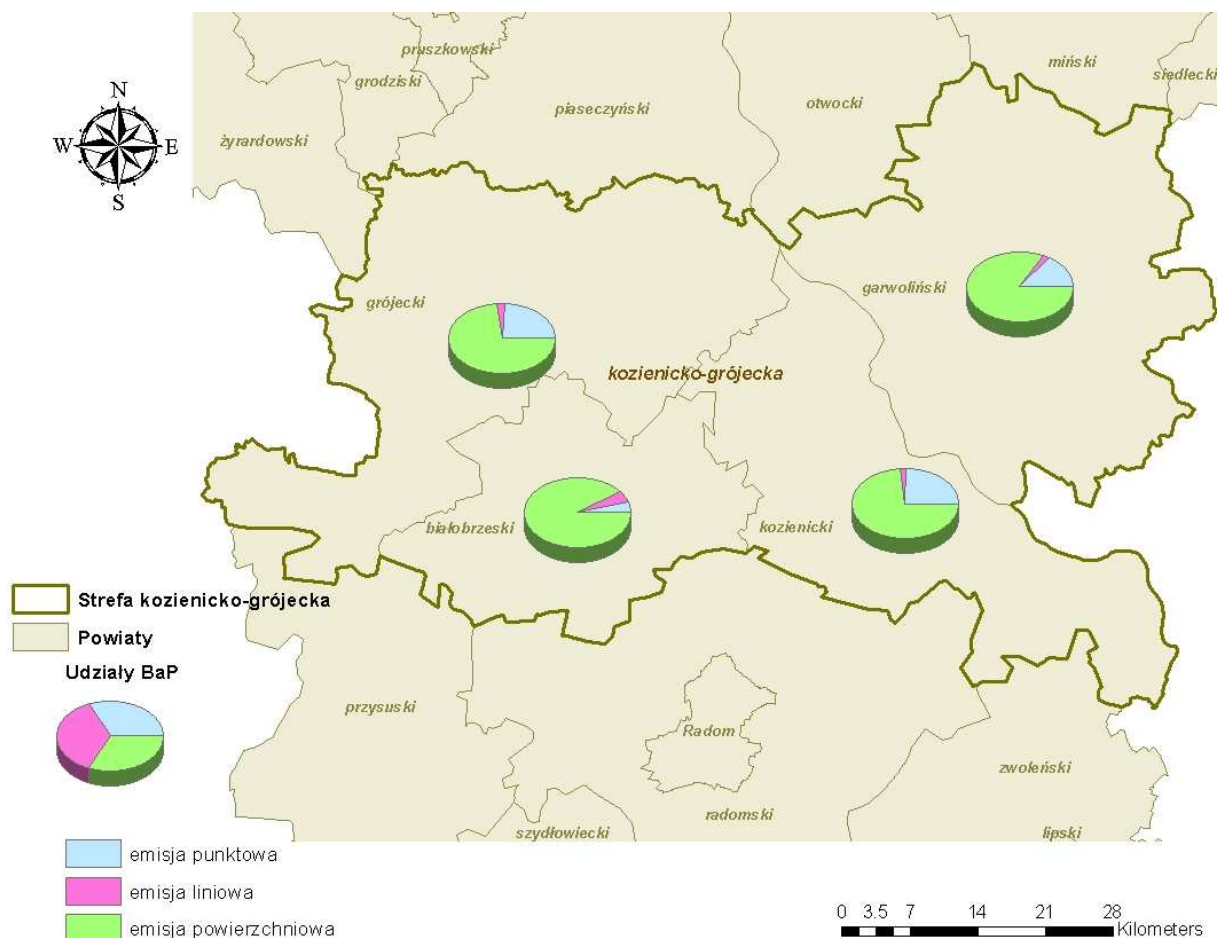 pruszkowski
grodziski
żyrardowski
piaseczyński
otwocki
miński
siedlecki
N
W E
S
grójecki
garwoliński
kozienicko-grójecka
białobrzeski
kozienicki
Strefa kozienicko-grójecka
Powiaty
Udziały BaP
przysuski
Radom
zwoleński
radomski
szydłowiecki
lipski
emisja punktowa
emisja liniowa
emisja powierzchniowa
0 3.5 7 14 21 28
Kilometers